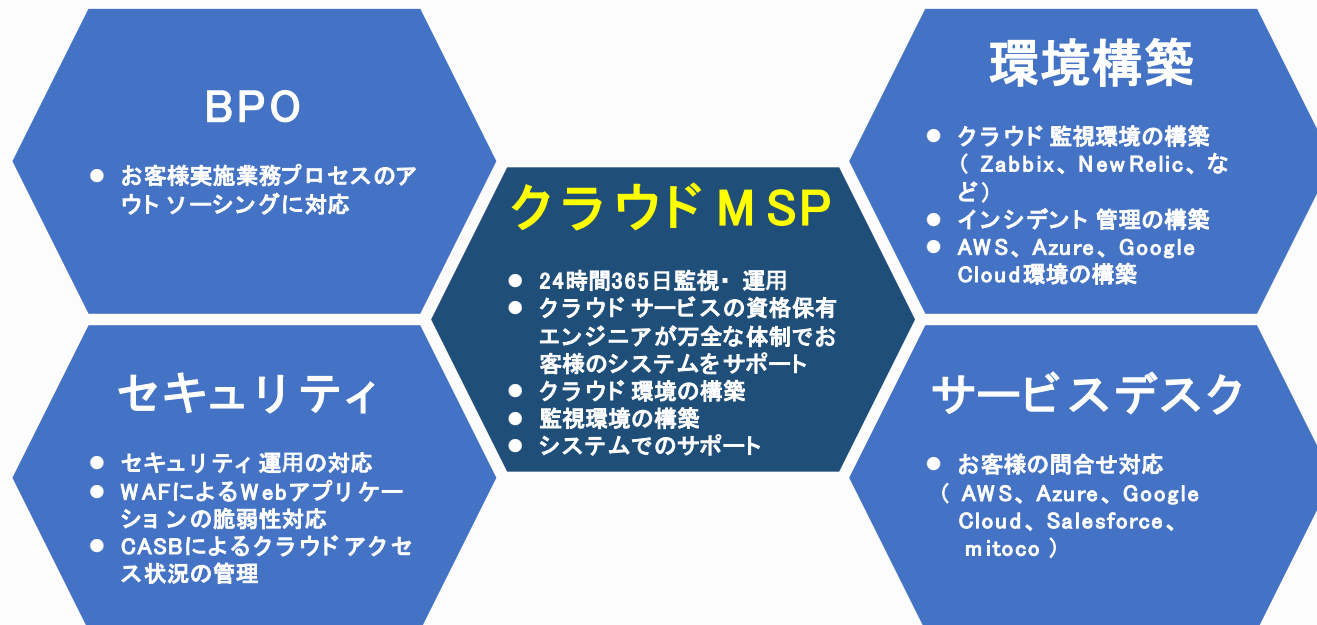 BPO
● お客様実施業務プロセスのア
ウトソーシングに対応
環境構築
● クラウド監視環境の構築
（Zabbix、NewRelic、な
ど）
● インシデント管理の構築
● AWS、Azure、Google
Cloud環境の構築
クラウドMSP
● 24時間365日監視・運用
● クラウドサービスの資格保有
エンジニアが万全な体制でお
客様のシステムをサポート
● クラウド環境の構築
● 監視環境の構築
● システムでのサポート
セキュリティ
● セキュリティ運用の対応
● WAFによるWebアプリケー
ションの脆弱性対応
● CASBによるクラウドアクセ
ス状況の管理
サービスデスク
● お客様の問合せ対応
（AWS、Azure、Google
Cloud、Salesforce、
mitoco）